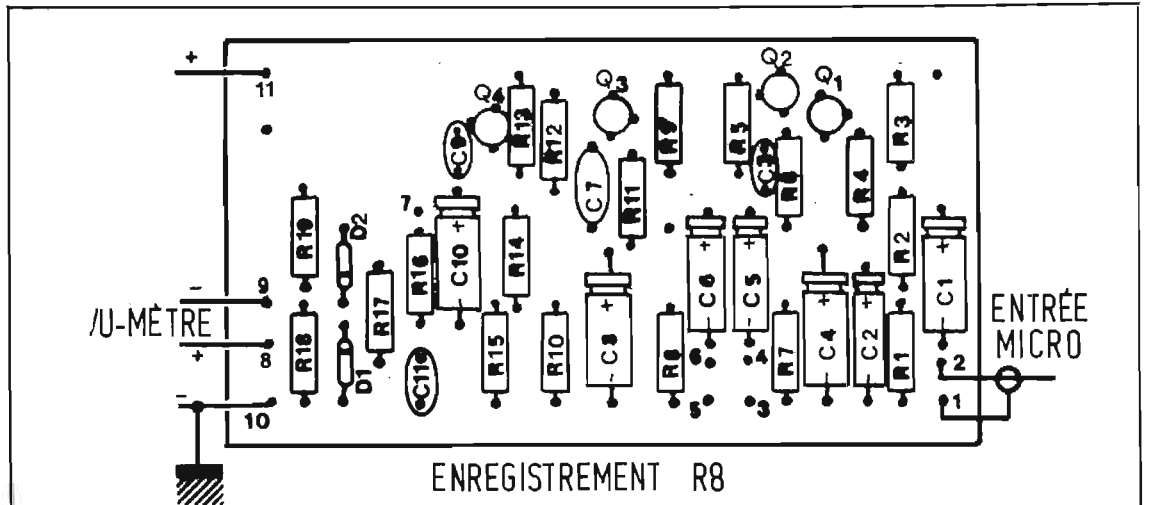 +
11
Q4
R13
R12
Q3
R9
R5
Q2
Q1
R3
C9
C7
R11
C3
R6
R4
R19
D2
7
C10
+
-
R16
R14
C6
+
-
C5
+
-
R2
C1
+
-
-
9
/U-MÈTRE
+
8
R18
D1
R17
C11
R15
R10
C8
+
-
R8
6
5
4
3
R7
C4
+
-
C2
+
-
R1
2
1
ENTRÉE
MICRO
-
10
ENREGISTREMENT R8